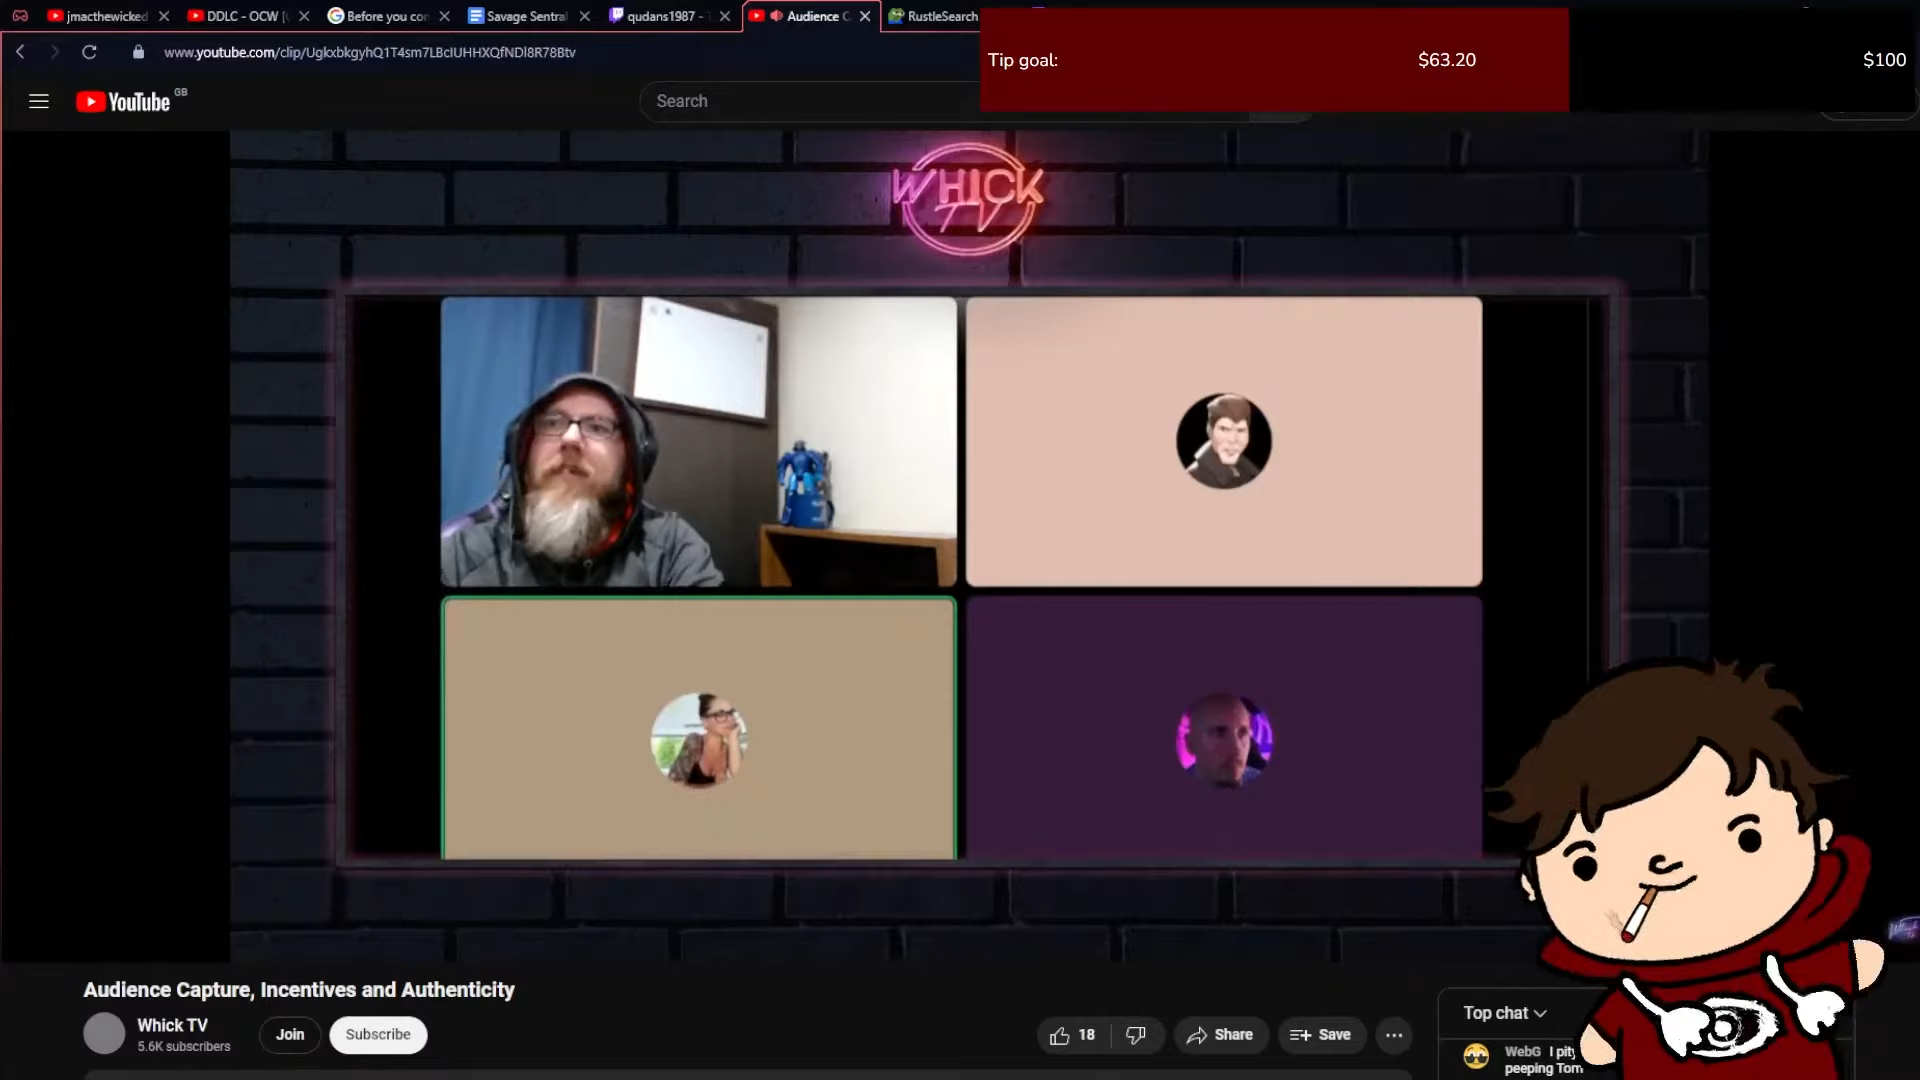 jmacthewicked
DDLC - OCW
Before you con
Savage Sentral
qudans1987 -
Audience C
RustleSearch
www.youtube.com/clip/UgkxbkgyhQ1T4sm7LBcIUHHXQfNDl8R78Btv
Tip goal: $63.20 $100
YouTube GB
Search
WHICK
TV
Audience Capture, Incentives and Authenticity
Whick TV
5.6K subscribers
Join
Subscribe
18
Share
Save
Top chat
WebG I pity
peeping Tom